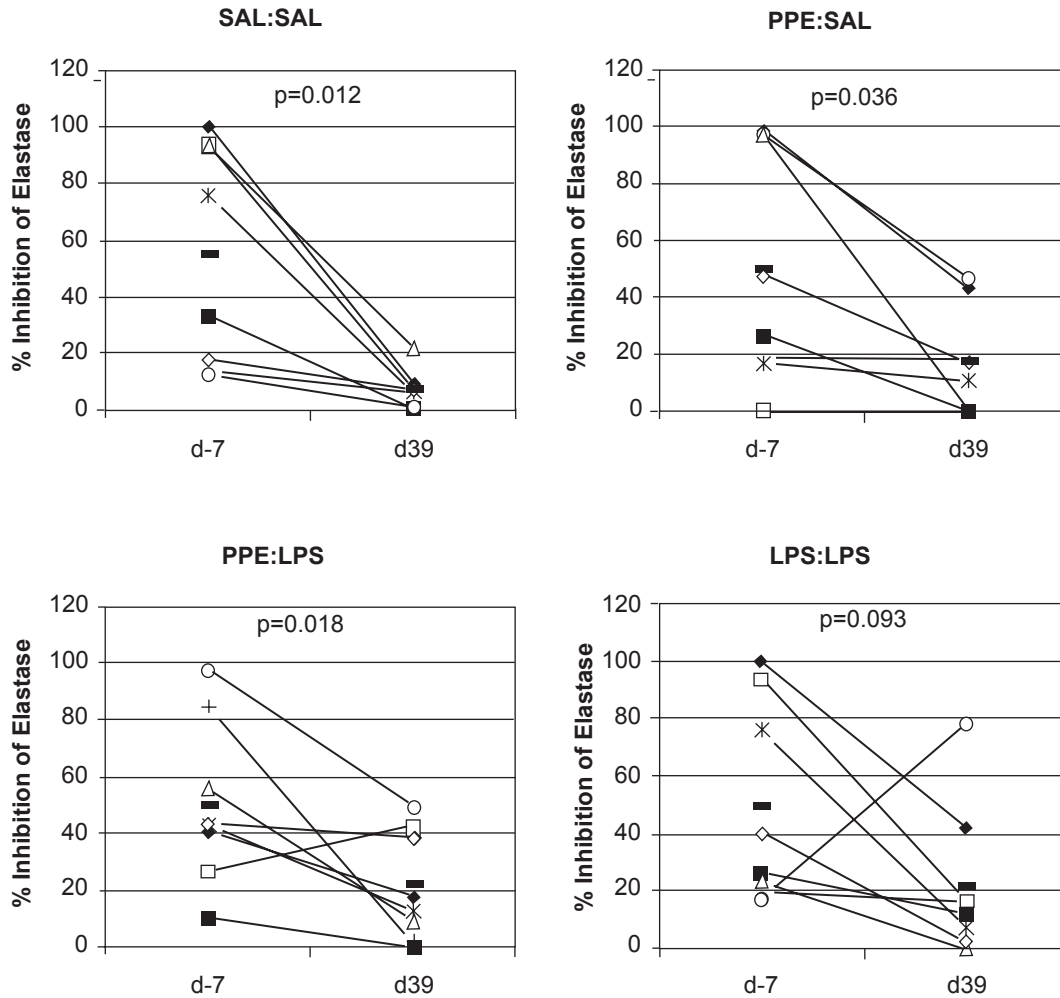 SAL:SAL
% Inhibition of Elastase
120
100
80
60
40
20
0
p=0.012
d-7 d39
PPE:SAL
% Inhibition of Elastase
120
100
80
60
40
20
0
p=0.036
d-7 d39
PPE:LPS
% Inhibition of Elastase
120
100
80
60
40
20
0
p=0.018
d-7 d39
LPS:LPS
% Inhibition of Elastase
120
100
80
60
40
20
0
p=0.093
d-7 d39